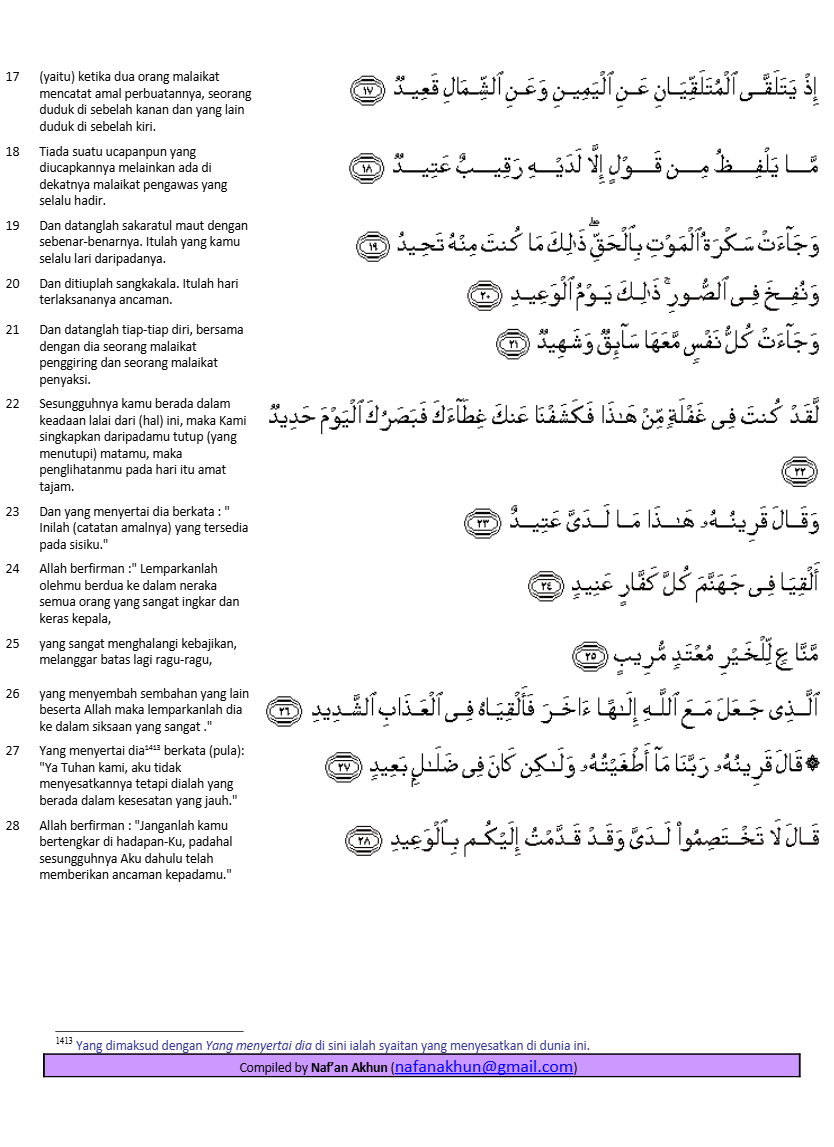 17 (yaitu) ketika dua orang malaikat
mencatat amal perbuatannya, seorang
duduk di sebelah kanan dan yang lain
duduk di sebelah kiri.
إِذْ يَتَلَقَّى ٱلْمُتَلَقِّيَانِ عَنِ ٱلْيَمِينِ وَعَنِ ٱلشِّمَالِ قَعِيدٌ ١٧
18 Tiada suatu ucapanpun yang
diucapkannya melainkan ada di
dekatnya malaikat pengawas yang
selalu hadir.
مَّا يَلْفِظُ مِن قَوْلٍ إِلَّا لَدَيْهِ رَقِيبٌ عَتِيدٌ ١٨
19 Dan datanglah sakaratul maut dengan
sebenar-benarnya. Itulah yang kamu
selalu lari daripadanya.
وَجَآءَتْ سَكْرَةُ ٱلْمَوْتِ بِٱلْحَقِّ ۖ ذَٰلِكَ مَا كُنتَ مِنْهُ تَحِيدُ ١٩
20 Dan ditiuplah sangkakala. Itulah hari
terlaksananya ancaman.
وَنُفِخَ فِى ٱلصُّورِ ۚ ذَٰلِكَ يَوْمُ ٱلْوَعِيدِ ٢٠
21 Dan datanglah tiap-tiap diri, bersama
dengan dia seorang malaikat
penggiring dan seorang malaikat
penyaksi.
وَجَآءَتْ كُلُّ نَفْسٍ مَّعَهَا سَآئِقٌ وَشَهِيدٌ ٢١
22 Sesungguhnya kamu berada dalam
keadaan lalai dari (hal) ini, maka Kami
singkapkan daripadamu tutup (yang
menutupi) matamu, maka
penglihatanmu pada hari itu amat
tajam.
لَّقَدْ كُنتَ فِى غَفْلَةٍ مِّنْ هَـٰذَا فَكَشَفْنَا عَنكَ غِطَآءَكَ فَبَصَرُكَ ٱلْيَوْمَ حَدِيدٌ
٢٢
23 Dan yang menyertai dia berkata : "
Inilah (catatan amalnya) yang tersedia
pada sisiku."
وَقَالَ قَرِينُهُۥ هَـٰذَا مَا لَدَىَّ عَتِيدٌ ٢٣
24 Allah berfirman :" Lemparkanlah
olehmu berdua ke dalam neraka
semua orang yang sangat ingkar dan
keras kepala,
أَلْقِيَا فِى جَهَنَّمَ كُلَّ كَفَّارٍ عَنِيدٍ ٢٤
25 yang sangat menghalangi kebajikan,
melanggar batas lagi ragu-ragu,
مَّنَّاعٍ لِّلْخَيْرِ مُعْتَدٍ مُّرِيبٍ ٢٥
26 yang menyembah sembahan yang lain
beserta Allah maka lemparkanlah dia
ke dalam siksaan yang sangat ."
ٱلَّذِى جَعَلَ مَعَ ٱللَّهِ إِلَـٰهًا ءَاخَرَ فَأَلْقِيَاهُ فِى ٱلْعَذَابِ ٱلشَّدِيدِ ٢٦
27 Yang menyertai dia¹⁴¹³ berkata (pula):
"Ya Tuhan kami, aku tidak
menyesatkannya tetapi dialah yang
berada dalam kesesatan yang jauh."
۞ قَالَ قَرِينُهُۥ رَبَّنَا مَآ أَطْغَيْتُهُۥ وَلَـٰكِن كَانَ فِى ضَلَـٰلٍۭ بَعِيدٍ ٢٧
28 Allah berfirman : "Janganlah kamu
bertengkar di hadapan-Ku, padahal
sesungguhnya Aku dahulu telah
memberikan ancaman kepadamu."
قَالَ لَا تَخْتَصِمُوا۟ لَدَىَّ وَقَدْ قَدَّمْتُ إِلَيْكُم بِٱلْوَعِيدِ ٢٨
¹⁴¹³ Yang dimaksud dengan Yang menyertai dia di sini ialah syaitan yang menyesatkan di dunia ini.
Compiled by Naf’an Akhun (nafanakhun@gmail.com)